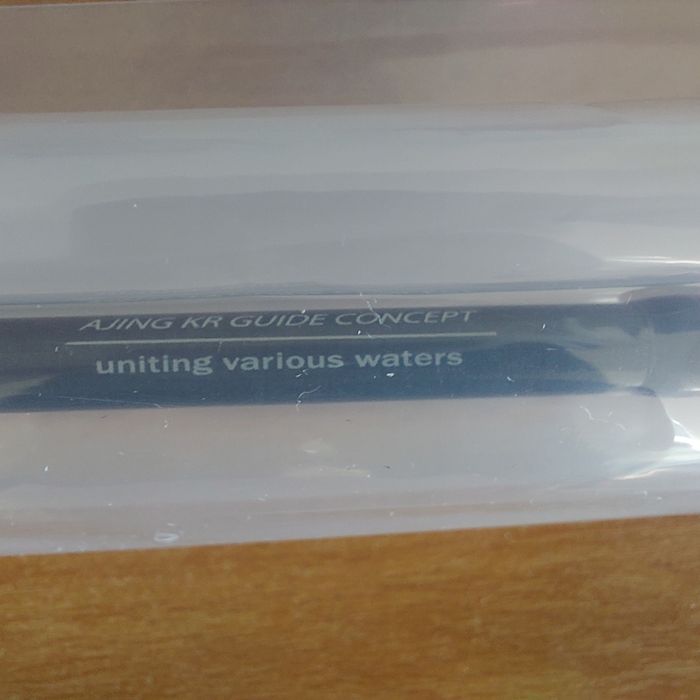 AJING KR GUIDE CONCEPT
uniting various waters